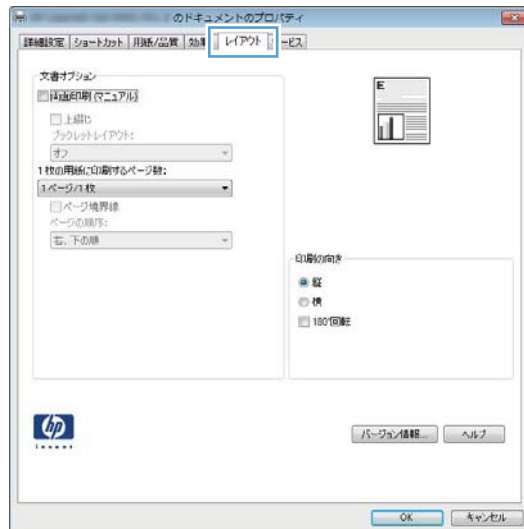 のドキュメントのプロパティ
詳細設定 ショートカット 用紙/品質 効果 レイアウト サービス
文書オプション
両面印刷(マニュアル)
上綴じ
ブックレットレイアウト:
オフ
1 枚の用紙に印刷するページ数:
1 ページ/1 枚
ページ境界線
ページの順序:
右、下の順
E
印刷の向き
縦
横
180°回転
hp
invent
バージョン情報... ヘルプ
OK キャンセル